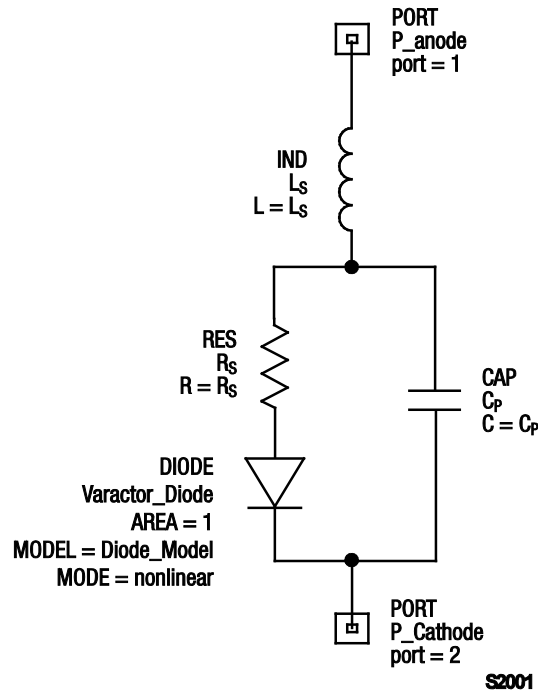 PORT
P_anode
port = 1
IND
LS
L = LS
RES
RS
R = RS
CAP
CP
C = CP
DIODE
Varactor_Diode
AREA = 1
MODEL = Diode_Model
MODE = nonlinear
PORT
P_Cathode
port = 2
S2001